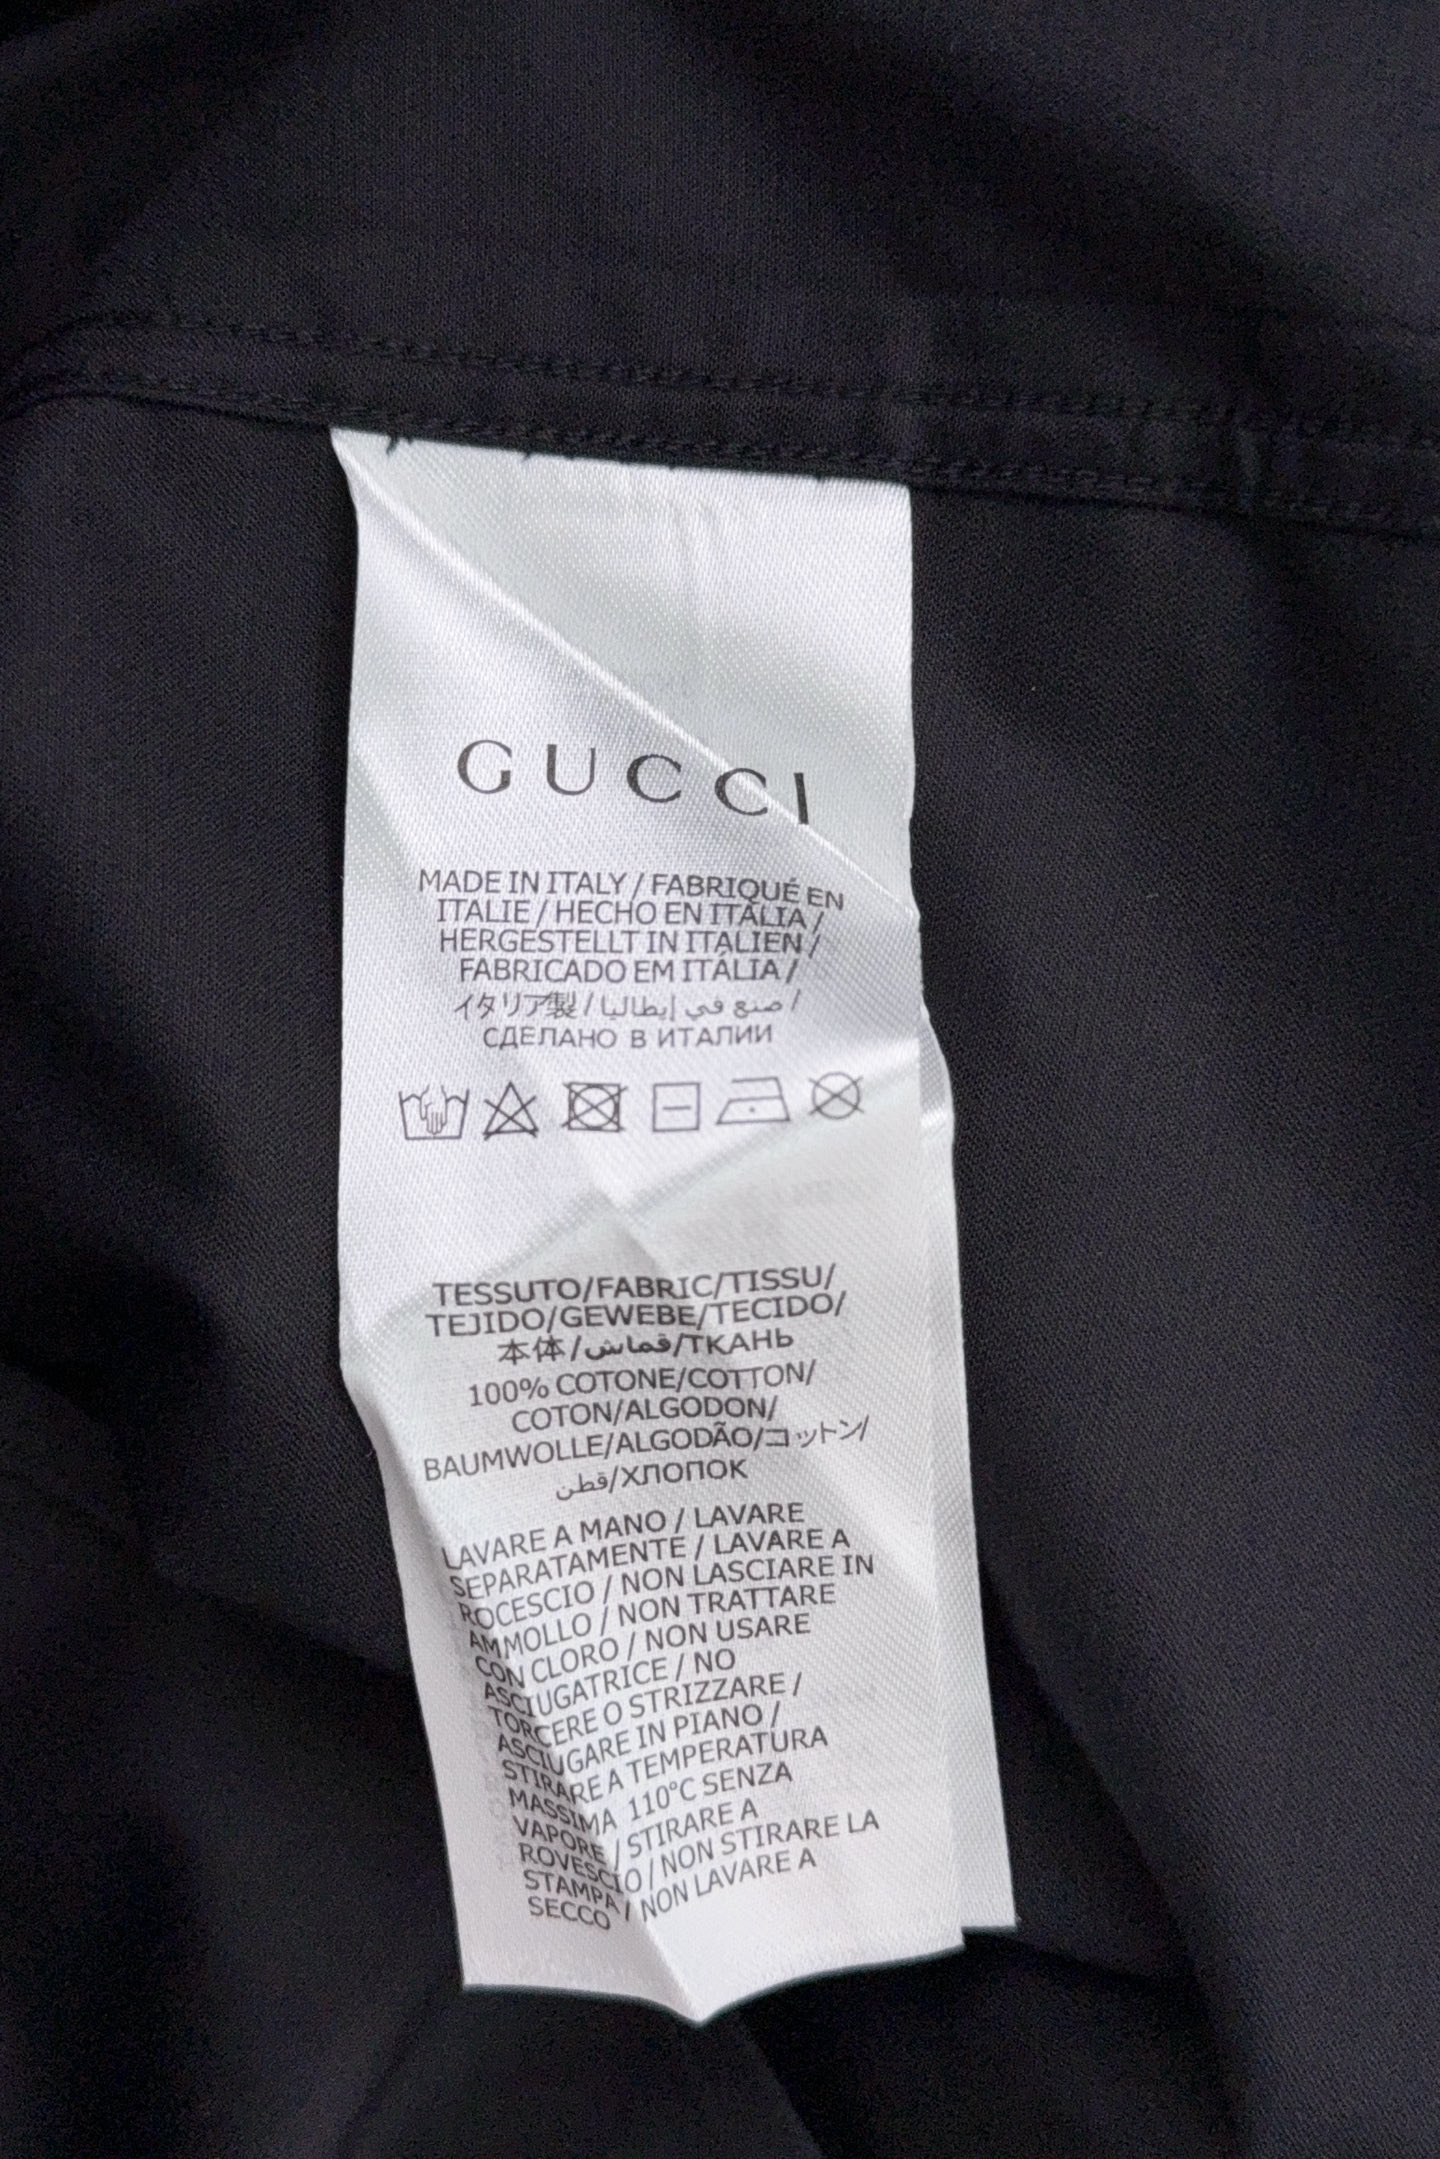 GUCCI
MADE IN ITALY / FABRIQUÉ EN
ITALIE / HECHO EN ITÁLIA /
HERGESTELLT IN ITALIEN /
FABRICADO EM ITÁLIA /
イタリア製 / صنع في إيطاليا /
СДЕЛАНО В ИТАЛИИ
TESSUTO/FABRIC/TISSU/
TEJIDO/GEWEBE/TECIDO/
本体/قماش/ТКАНЬ
100% COTONE/COTTON/
COTON/ALGODON/
BAUMWOLLE/ALGODÃO/コットン/
قطن/ХЛОПОК
LAVARE A MANO / LAVARE
SEPARATAMENTE / LAVARE A
ROCESCIO / NON LASCIARE IN
AMMOLLO / NON TRATTARE
CON CLORO / NON USARE
ASCIUGATRICE / NO
TORCERE O STRIZZARE /
ASCIUGARE IN PIANO /
STIRARE A TEMPERATURA
MASSIMA 110°C SENZA
VAPORE / STIRARE A
ROVESCIO / NON STIRARE LA
STAMPA / NON LAVARE A
SECCO